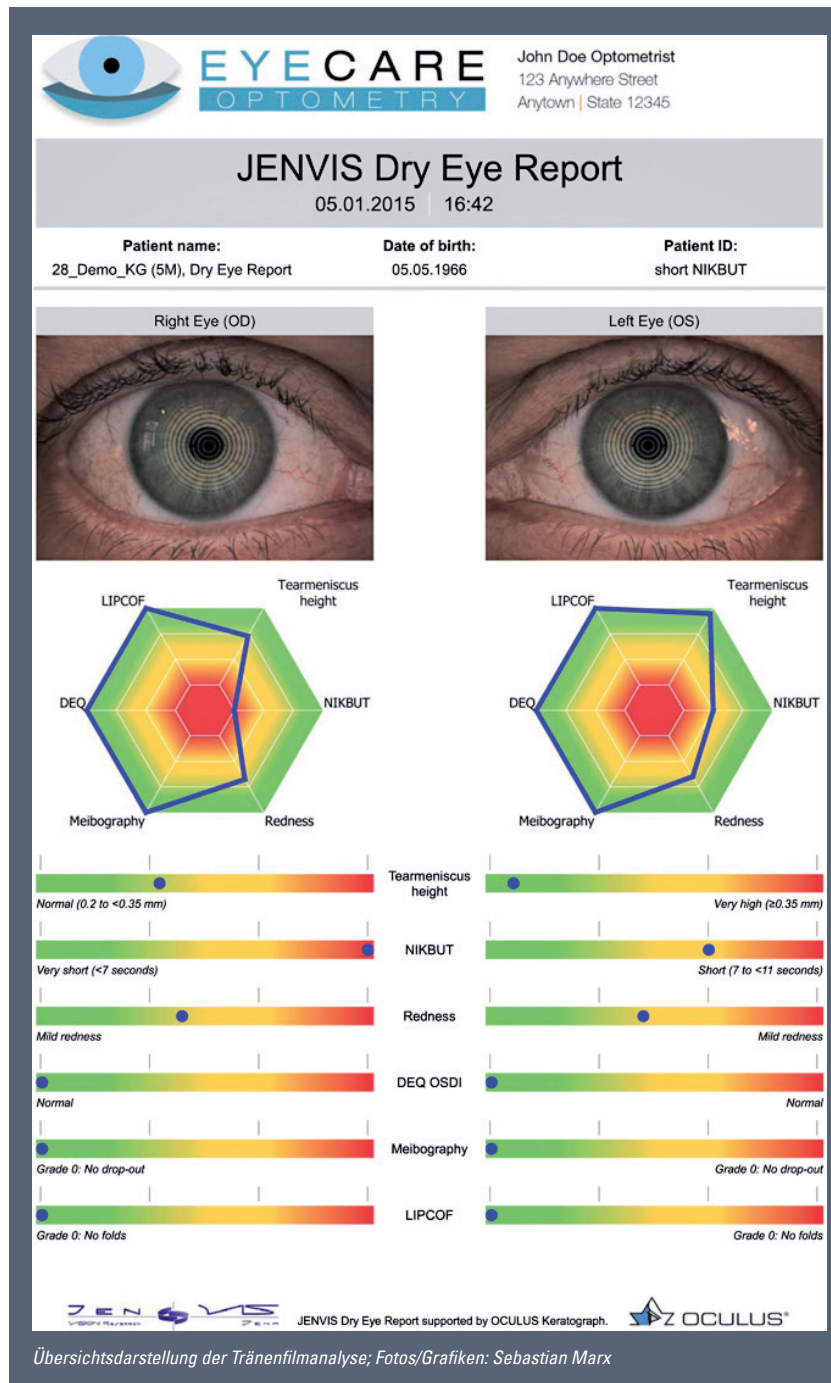 EYECARE
OPTOMETRY
John Doe Optometrist
123 Anywhere Street
Anytown | State 12345
JENVIS Dry Eye Report
05.01.2015 | 16:42
Patient name: Date of birth: Patient ID:
28_Demo_KG (5M), Dry Eye Report 05.05.1966 short NIKBUT
Right Eye (OD) Left Eye (OS)
LIPCOF
Tearmeniscus
height
DEQ
NIKBUT
Meibography
Redness
LIPCOF
Tearmeniscus
height
DEQ
NIKBUT
Meibography
Redness
Tearmeniscus
height
Normal (0.2 to <0.35 mm) Very high (≥0.35 mm)
NIKBUT
Very short (<7 seconds) Short (7 to <11 seconds)
Redness
Mild redness Mild redness
DEQ OSDI
Normal Normal
Meibography
Grade 0: No drop-out Grade 0: No drop-out
LIPCOF
Grade 0: No folds Grade 0: No folds
JENVIS
VISION Research JENA
JENVIS Dry Eye Report supported by OCULUS Keratograph.
OCULUS®
Übersichtsdarstellung der Tränenfilmanalyse; Fotos/Grafiken: Sebastian Marx